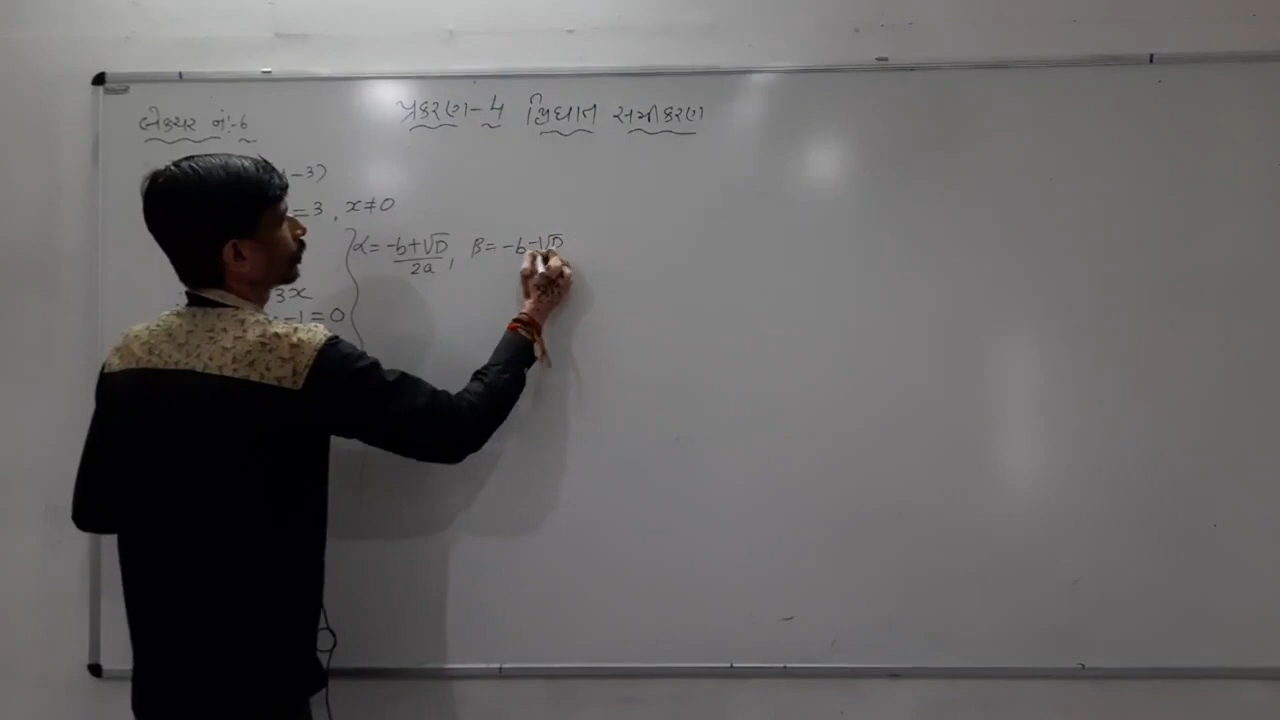 પ્રકરણ-4 દ્વિઘાત સમીકરણ
લેક્ચર નં:-6
-3)
=3, x≠0
α = -b+√D / 2a, β = -b-√D
3x
-1=0